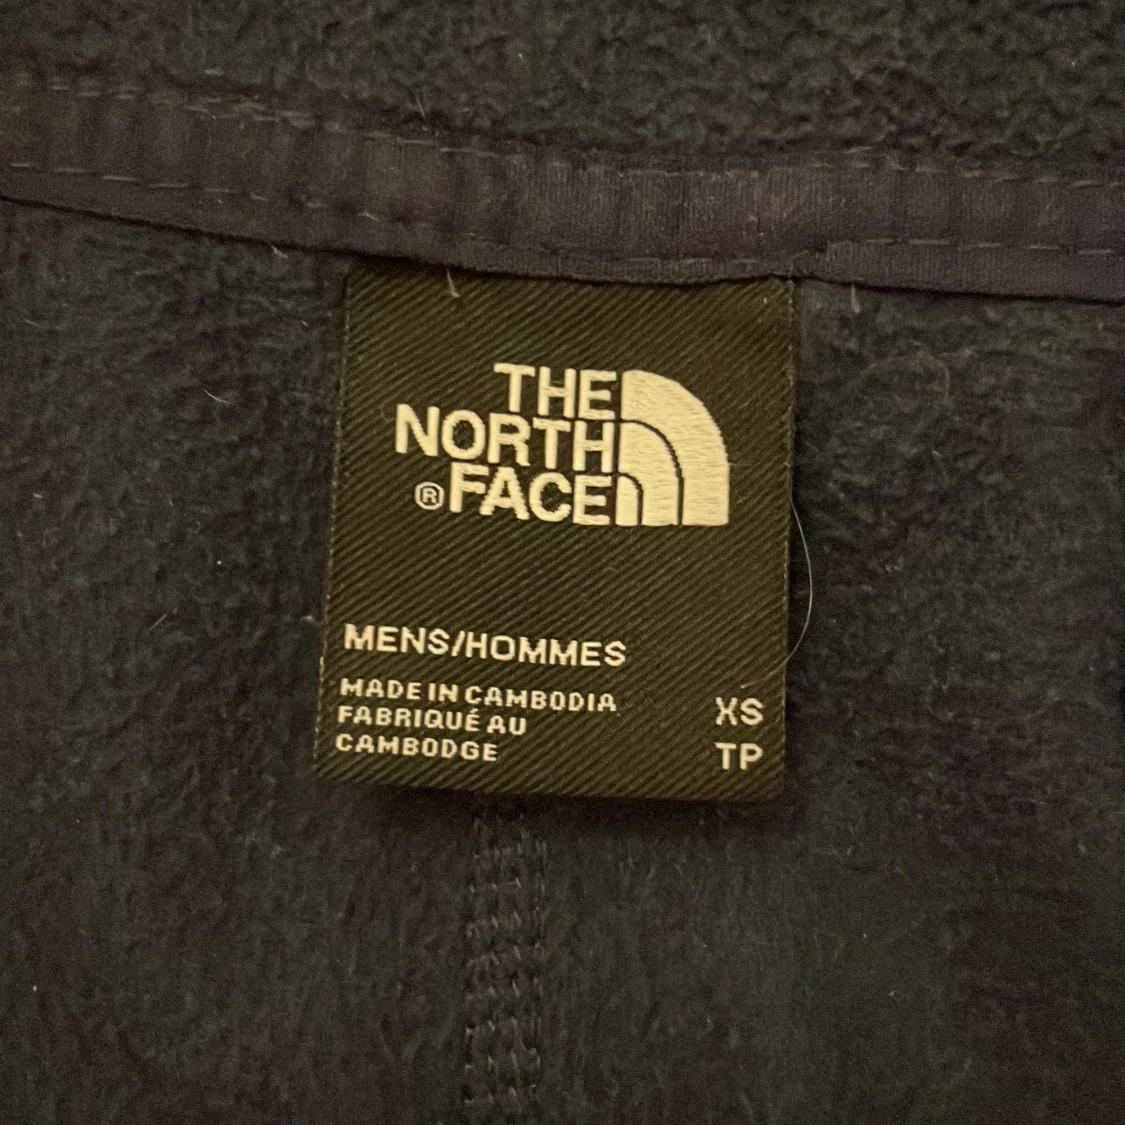 THE
NORTH
®FACE
MENS/HOMMES
MADE IN CAMBODIA
FABRIQUÉ AU
CAMBODGE
XS
TP